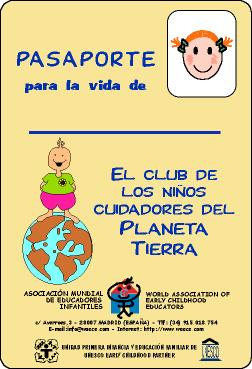 PASAPORTE
para la vida de
EL CLUB DE
LOS NIÑOS
CUIDADORES DEL
PLANETA
TIERRA
ASOCIACIÓN MUNDIAL
DE EDUCADORES
INFANTILES
WORLD ASSOCIATION OF
EARLY CHILDHOOD
EDUCATORS
c/ Averroes, 3 - 28007 MADRID (ESPAÑA) - Tlf: (34) 915 018 754
E-mail:info@waece.com - Internet: http://www.waece.com
UNIDAD PRIMERA INFANCIA Y EDUCACIÓN FAMILIAR DE
UNESCO EARLY CHILDHOOD PARTNER
UNESCO